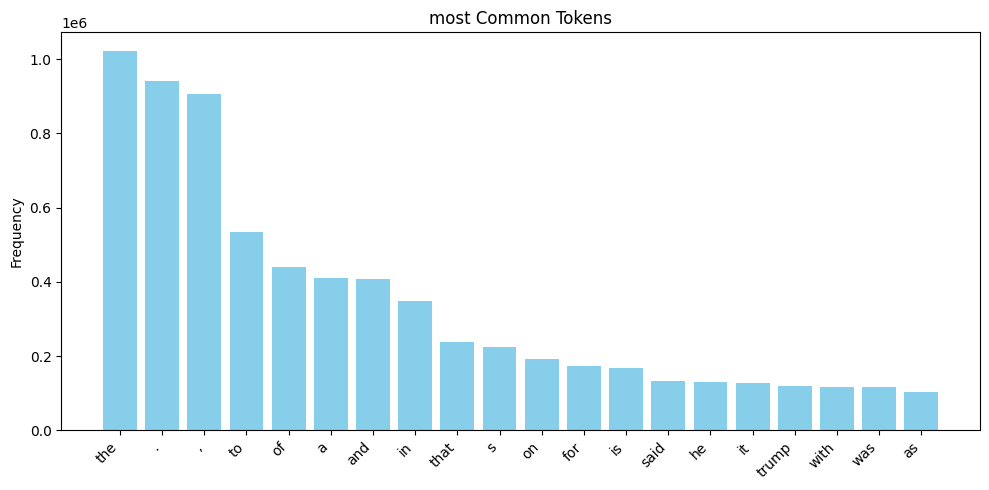 most Common Tokens
1e6
Frequency
1.0
0.8
0.6
0.4
0.2
0.0
the
.
,
to
of
a
and
in
that
s
on
for
is
said
he
it
trump
with
was
as